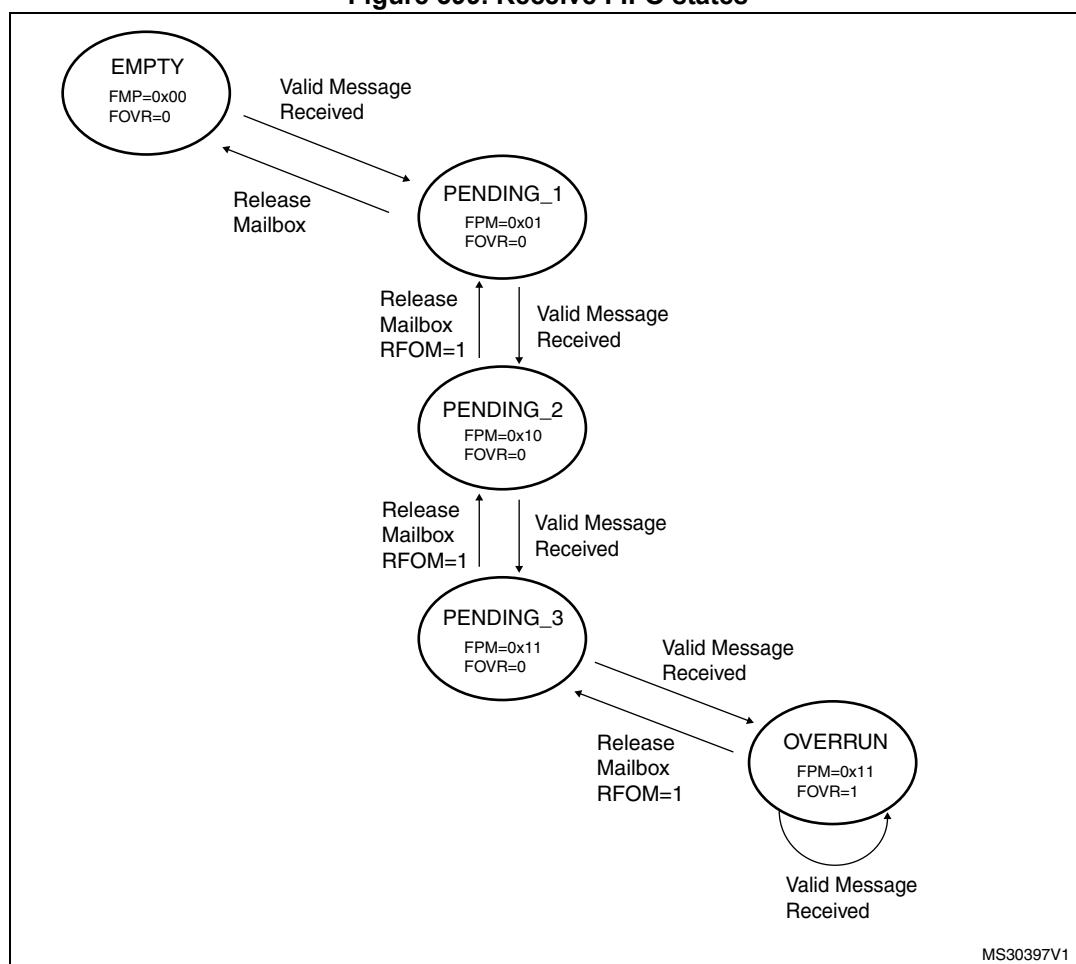 EMPTY
FMP=0x00
FOVR=0
Valid Message
Received
Release
Mailbox
PENDING_1
FPM=0x01
FOVR=0
Release
Mailbox
RFOM=1
Valid Message
Received
PENDING_2
FPM=0x10
FOVR=0
Release
Mailbox
RFOM=1
Valid Message
Received
PENDING_3
FPM=0x11
FOVR=0
Valid Message
Received
Release
Mailbox
RFOM=1
OVERRUN
FPM=0x11
FOVR=1
Valid Message
Received
MS30397V1